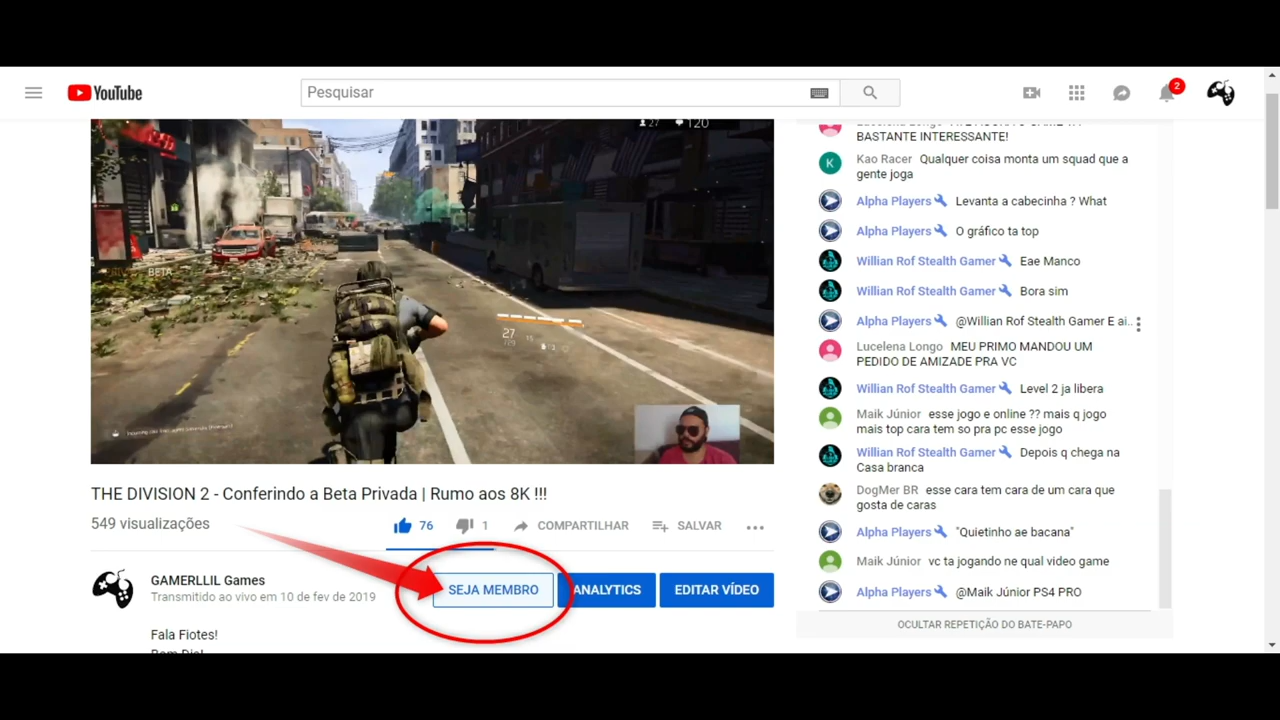 YouTube
Pesquisar
2
27 120
BETA
27
THE DIVISION 2 - Conferindo a Beta Privada | Rumo aos 8K !!!
549 visualizações
76
1
COMPARTILHAR
SALVAR
GAMERLLIL Games
Transmitido ao vivo em 10 de fev de 2019
SEJA MEMBRO
ANALYTICS
EDITAR VÍDEO
Fala Fiotes!
BASTANTE INTERESSANTE!
K
Kao Racer Qualquer coisa monta um squad que a
gente joga
Alpha Players Levanta a cabecinha ? What
Alpha Players O gráfico ta top
Willian Rof Stealth Gamer Eae Manco
Willian Rof Stealth Gamer Bora sim
Alpha Players @Willian Rof Stealth Gamer E ai..
Lucelena Longo MEU PRIMO MANDOU UM
PEDIDO DE AMIZADE PRA VC
Willian Rof Stealth Gamer Level 2 ja libera
Maik Júnior esse jogo e online ?? mais q jogo
mais top cara tem so pra pc esse jogo
Willian Rof Stealth Gamer Depois q chega na
Casa branca
DogMer BR esse cara tem cara de um cara que
gosta de caras
Alpha Players "Quietinho ae bacana"
Maik Júnior vc ta jogando ne qual video game
Alpha Players @Maik Júnior PS4 PRO
OCULTAR REPETIÇÃO DO BATE-PAPO